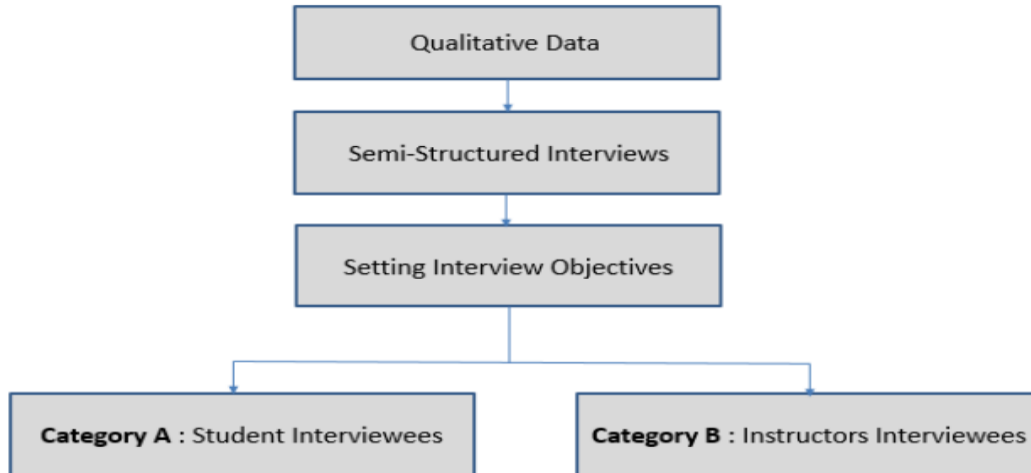 Qualitative Data
Semi-Structured Interviews
Setting Interview Objectives
Category A : Student Interviewees
Category B : Instructors Interviewees